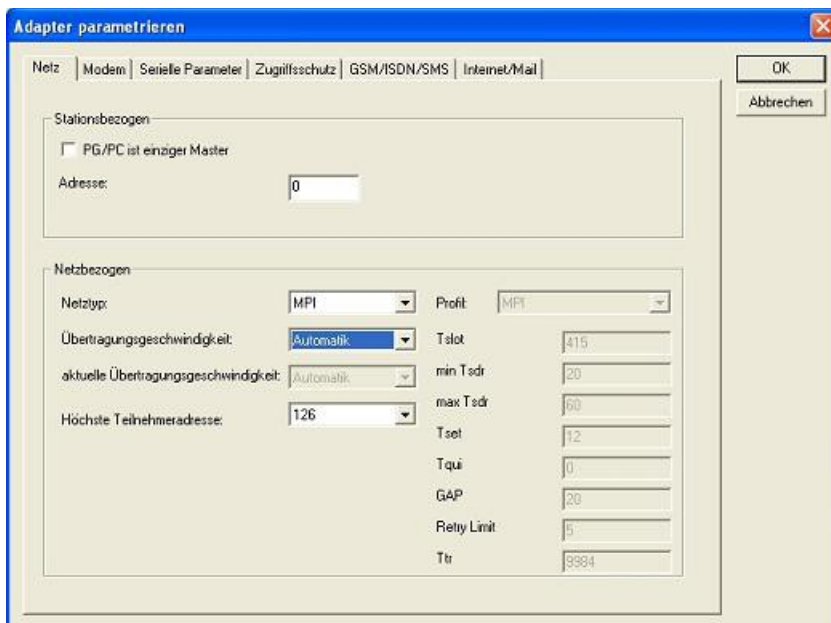 Adapter parametrieren
Netz Modem Serielle Parameter Zugriffsschutz GSM/ISDN/SMS Internet/Mail
OK
Abbrechen
Stationsbezogen
PG/PC ist einziger Master
Adresse: 0
Netzbezogen
Netztyp: MPI
Übertragungsgeschwindigkeit: Automatik
aktuelle Übertragungsgeschwindigkeit: Automatik
Höchste Teilnehmeradresse: 126
Profil: MPI
Tslot 415
min Tsdr 20
max Tsdr 60
Tset 12
Tqui 0
GAP 20
Retry Limit 5
Ttr 9984